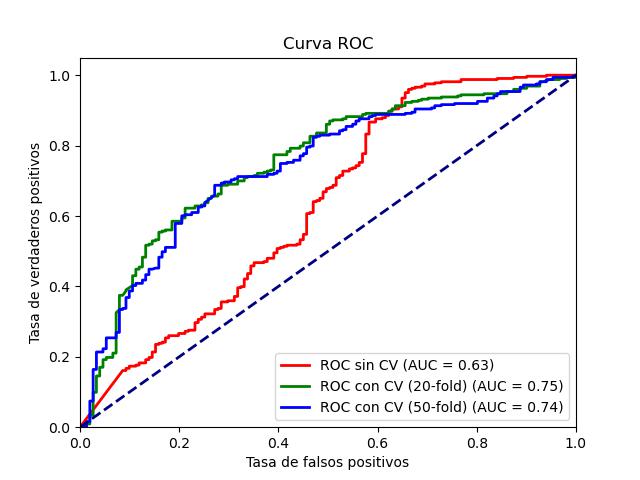 Curva ROC
1.0
0.8
0.6
0.4
0.2
0.0
Tasa de verdaderos positivos
ROC sin CV (AUC = 0.63)
ROC con CV (20-fold) (AUC = 0.75)
ROC con CV (50-fold) (AUC = 0.74)
0.0 0.2 0.4 0.6 0.8 1.0
Tasa de falsos positivos